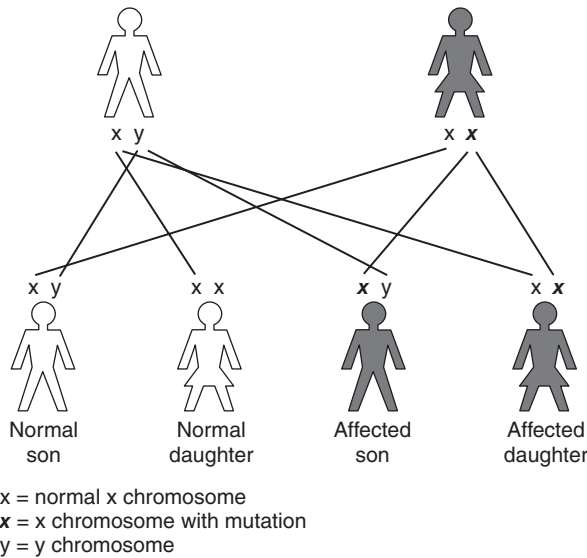 x y
x x
x y
x x
x y
x x
Normal son
Normal daughter
Affected son
Affected daughter
x = normal x chromosome
x = x chromosome with mutation
y = y chromosome